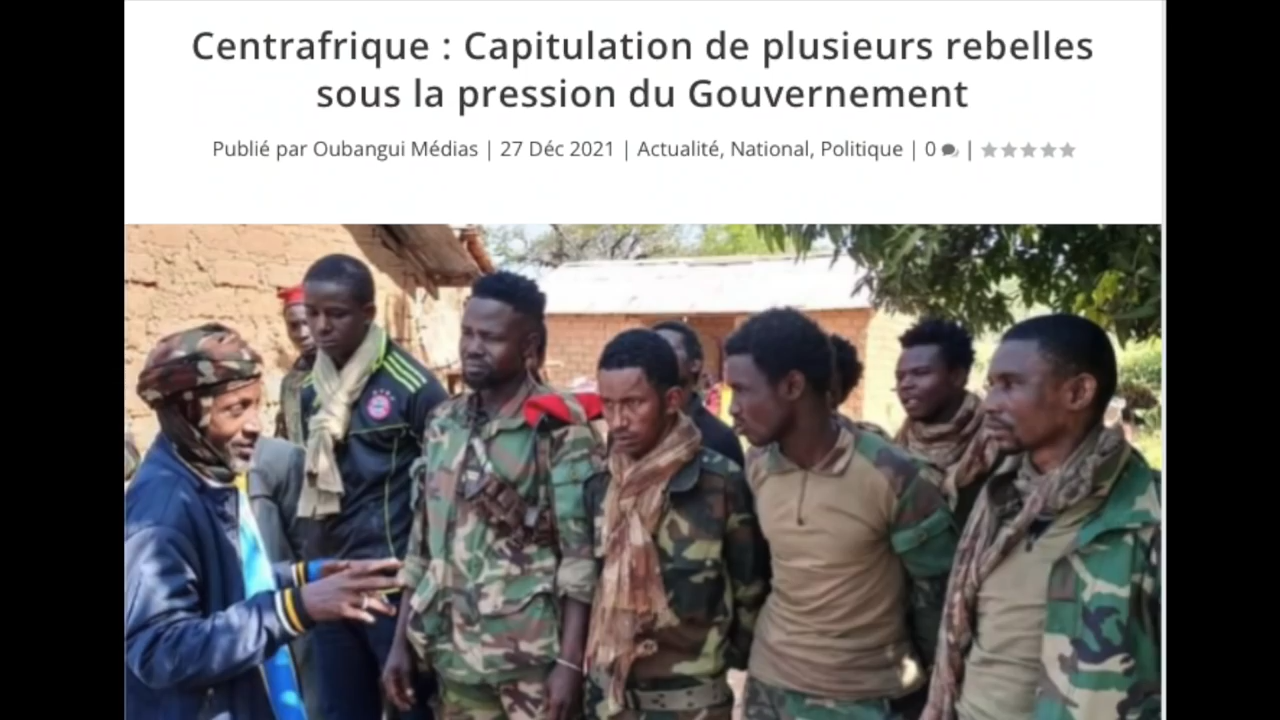 Centrafrique : Capitulation de plusieurs rebelles
sous la pression du Gouvernement
Publié par Oubangui Médias | 27 Déc 2021 | Actualité, National, Politique | 0 |